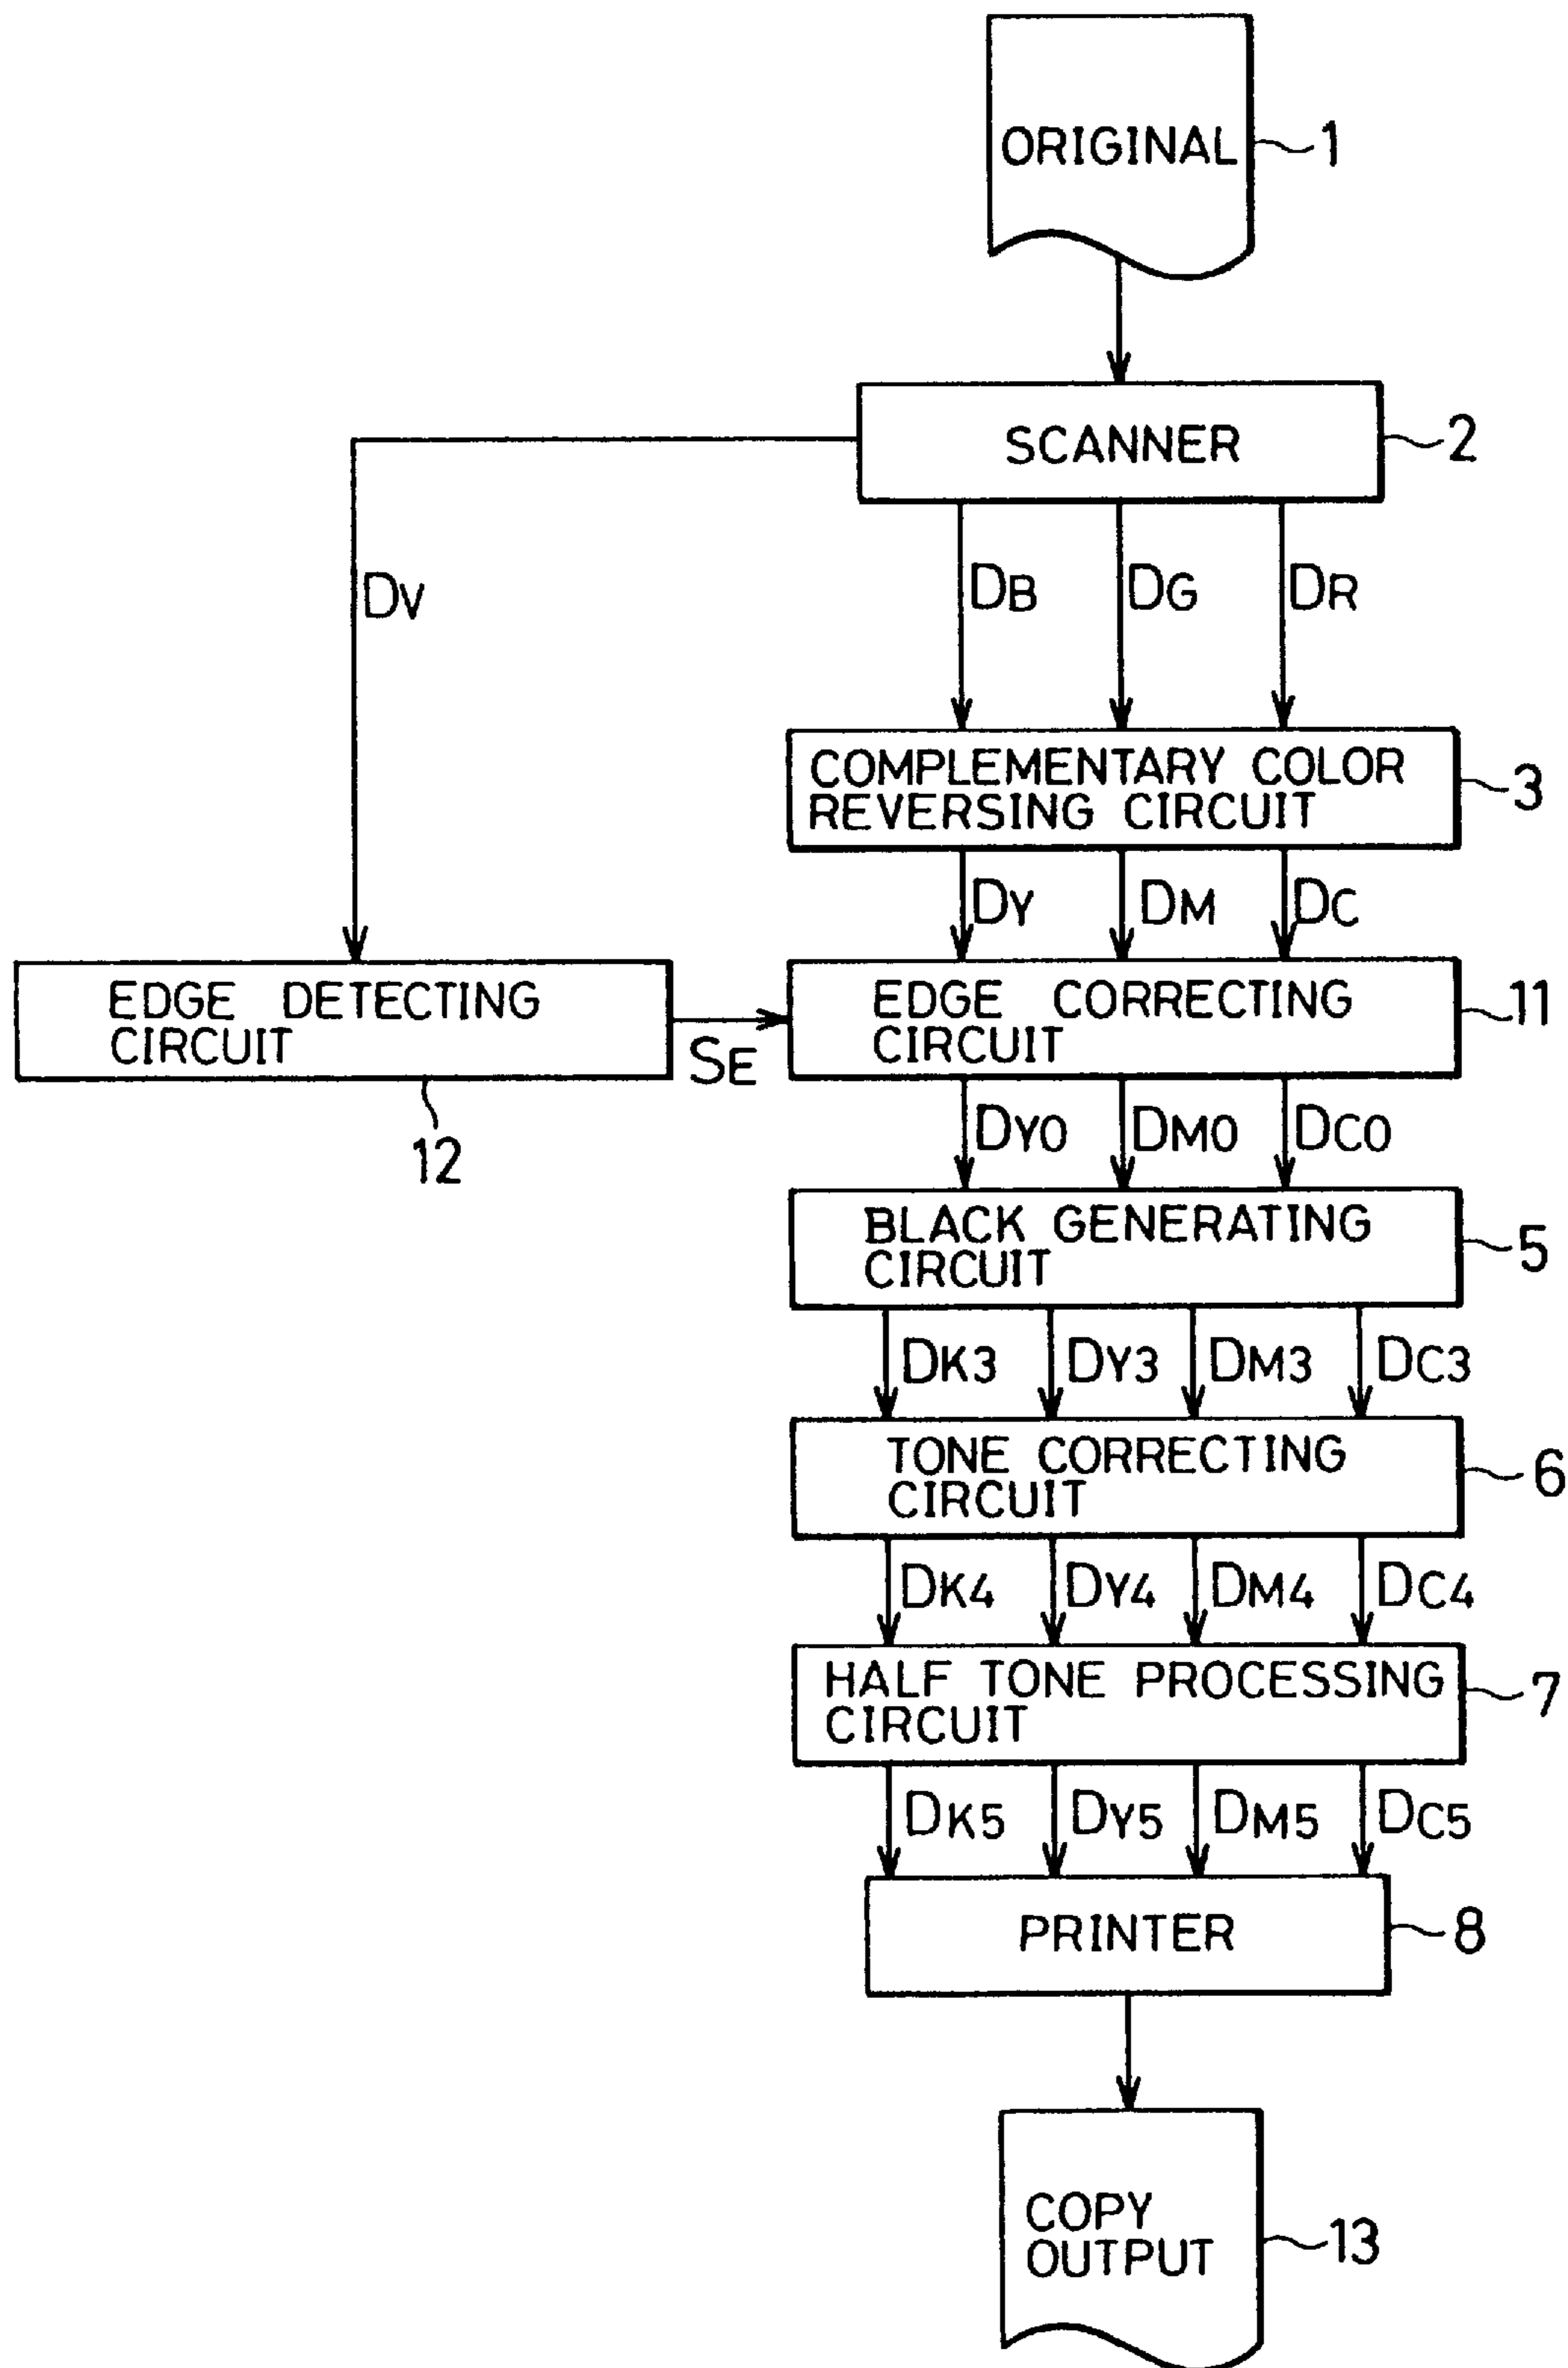 ORIGINAL
1
SCANNER
2
DV
DB
DG
DR
COMPLEMENTARY COLOR
REVERSING CIRCUIT
3
DY
DM
DC
EDGE DETECTING
CIRCUIT
12
SE
EDGE CORRECTING
CIRCUIT
11
DY0
DM0
DC0
BLACK GENERATING
CIRCUIT
5
DK3
DY3
DM3
DC3
TONE CORRECTING
CIRCUIT
6
DK4
DY4
DM4
DC4
HALF TONE PROCESSING
CIRCUIT
7
DK5
DY5
DM5
DC5
PRINTER
8
COPY
OUTPUT
13